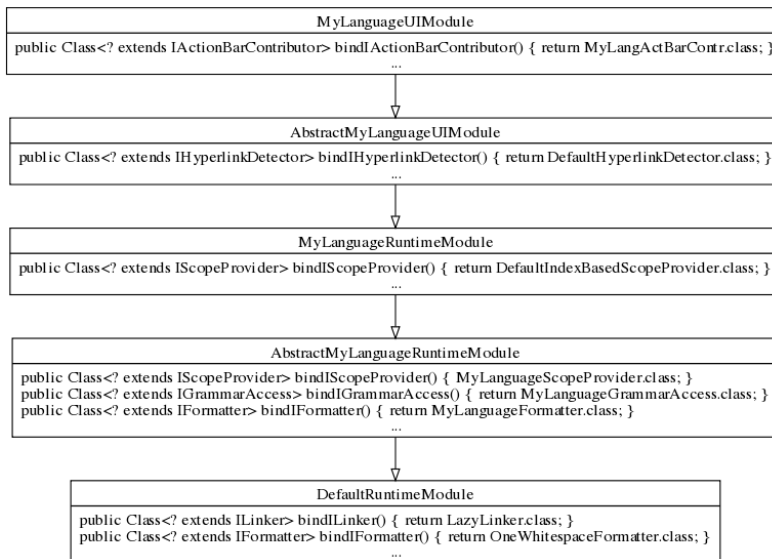 MyLanguageUIModule
public Class<? extends IActionBarContributor> bindIActionBarContributor() { return MyLangActBarContr.class; }
...
AbstractMyLanguageUIModule
public Class<? extends IHyperlinkDetector> bindIHyperlinkDetector() { return DefaultHyperlinkDetector.class; }
...
MyLanguageRuntimeModule
public Class<? extends IScopeProvider> bindIScopeProvider() { return DefaultIndexBasedScopeProvider.class; }
...
AbstractMyLanguageRuntimeModule
public Class<? extends IScopeProvider> bindIScopeProvider() { MyLanguageScopeProvider.class; }
public Class<? extends IGrammarAccess> bindIGrammarAccess() { return MyLanguageGrammarAccess.class; }
public Class<? extends IFormatter> bindIFormatter() { return MyLanguageFormatter.class; }
...
DefaultRuntimeModule
public Class<? extends ILinker> bindILinker() { return LazyLinker.class; }
public Class<? extends IFormatter> bindIFormatter() { return OneWhitespaceFormatter.class; }
...